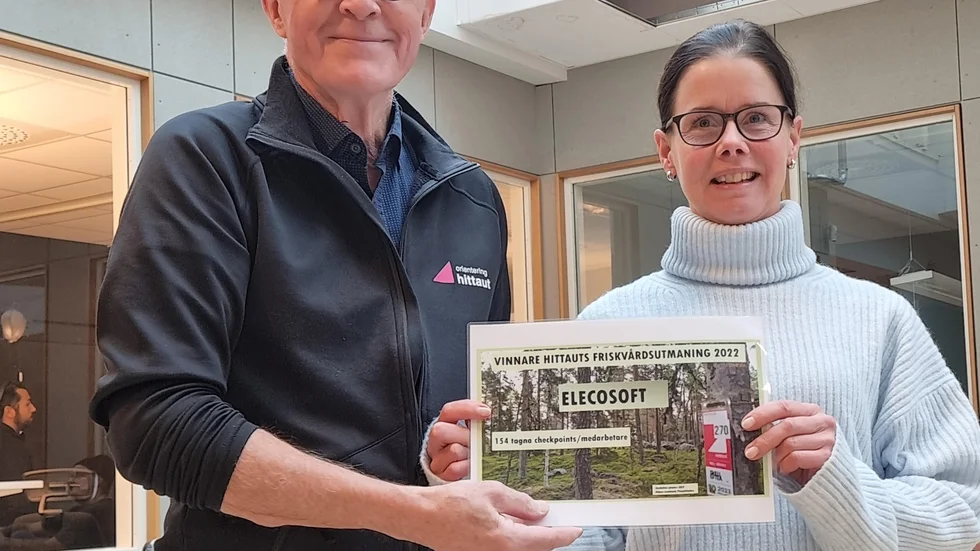 orientering
hittaut
VINNARE HITTAUTS FRISKVÅRDSUTMANING 2022
ELECOSOFT
154 tagna checkpoints/medarbetare
270